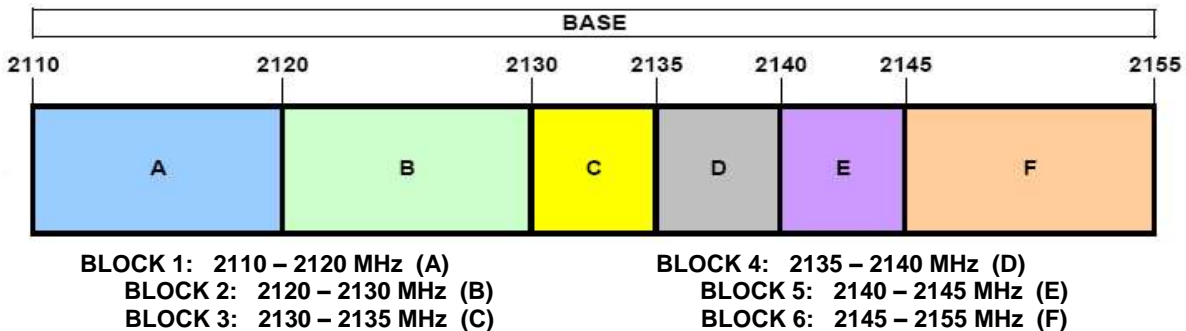 BASE
2110 2120 2130 2135 2140 2145 2155
A B C D E F
BLOCK 1: 2110 – 2120 MHz (A) BLOCK 4: 2135 – 2140 MHz (D)
BLOCK 2: 2120 – 2130 MHz (B) BLOCK 5: 2140 – 2145 MHz (E)
BLOCK 3: 2130 – 2135 MHz (C) BLOCK 6: 2145 – 2155 MHz (F)